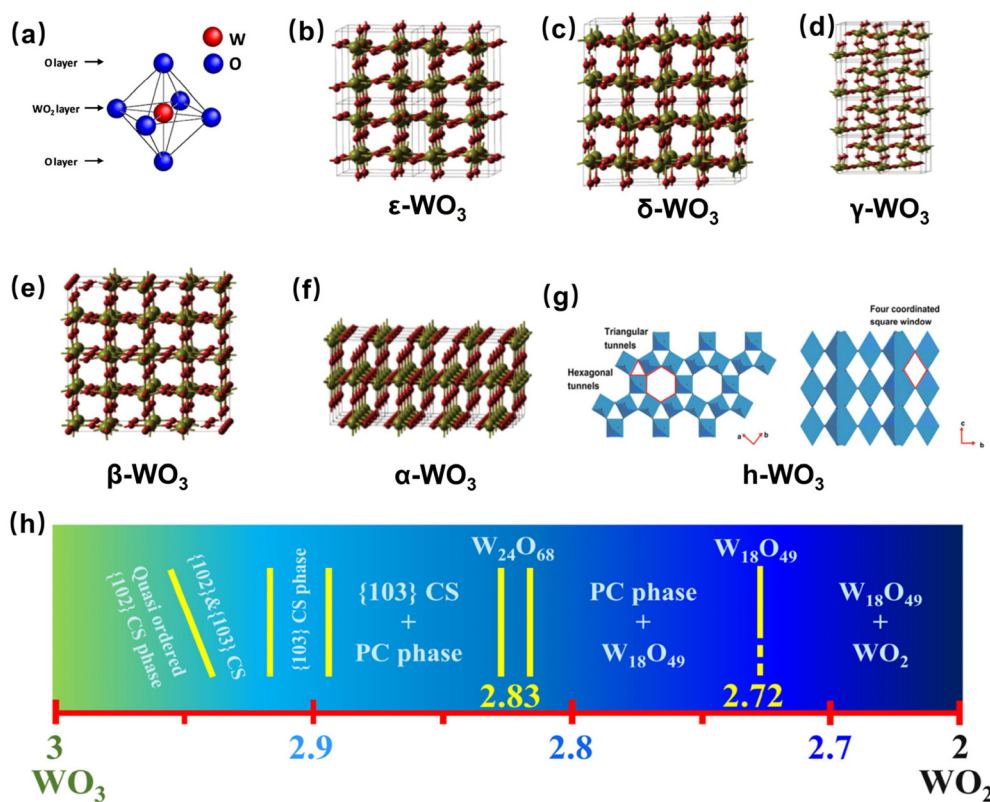 (a)
W
O
O layer →
WO₂ layer →
O layer →
(b)
ε-WO₃
(c)
δ-WO₃
(d)
γ-WO₃
(e)
β-WO₃
(f)
α-WO₃
(g)
Triangular
tunnels
Hexagonal
tunnels
a
b
Four coordinated
square window
c
b
h-WO₃
(h)
Quasi ordered
{102} CS phase
{102}&{103} CS
{103} CS phase
{103} CS
+
PC phase
W₂₄O₆₈
2.83
PC phase
+
W₁₈O₄₉
W₁₈O₄₉
2.72
W₁₈O₄₉
+
WO₂
3
2.9
2.8
2.7
2
WO₃
WO₂